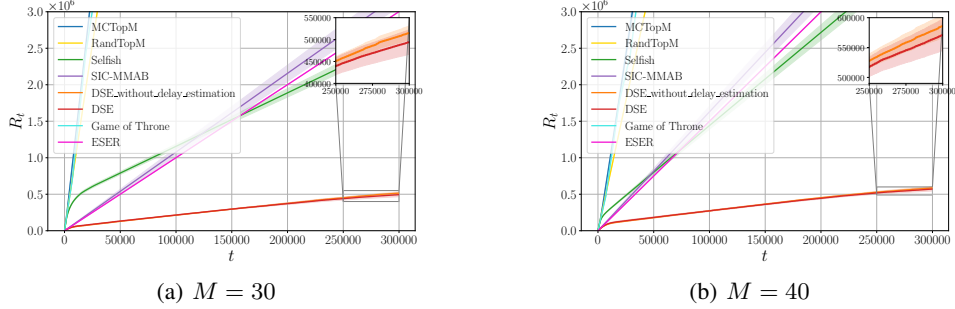 ×10⁶
3.0
2.5
2.0
1.5
1.0
0.5
0.0
R_t
MCTopM
RandTopM
Selfish
SIC-MMAB
DSE_without_delay_estimation
DSE
Game of Throne
ESER
550000
500000
450000
400000
250000 275000 300000
0 50000 100000 150000 200000 250000 300000
t
(a) M = 30
×10⁶
3.0
2.5
2.0
1.5
1.0
0.5
0.0
R_t
MCTopM
RandTopM
Selfish
SIC-MMAB
DSE_without_delay_estimation
DSE
Game of Throne
ESER
600000
550000
500000
250000 275000 300000
0 50000 100000 150000 200000 250000 300000
t
(b) M = 40